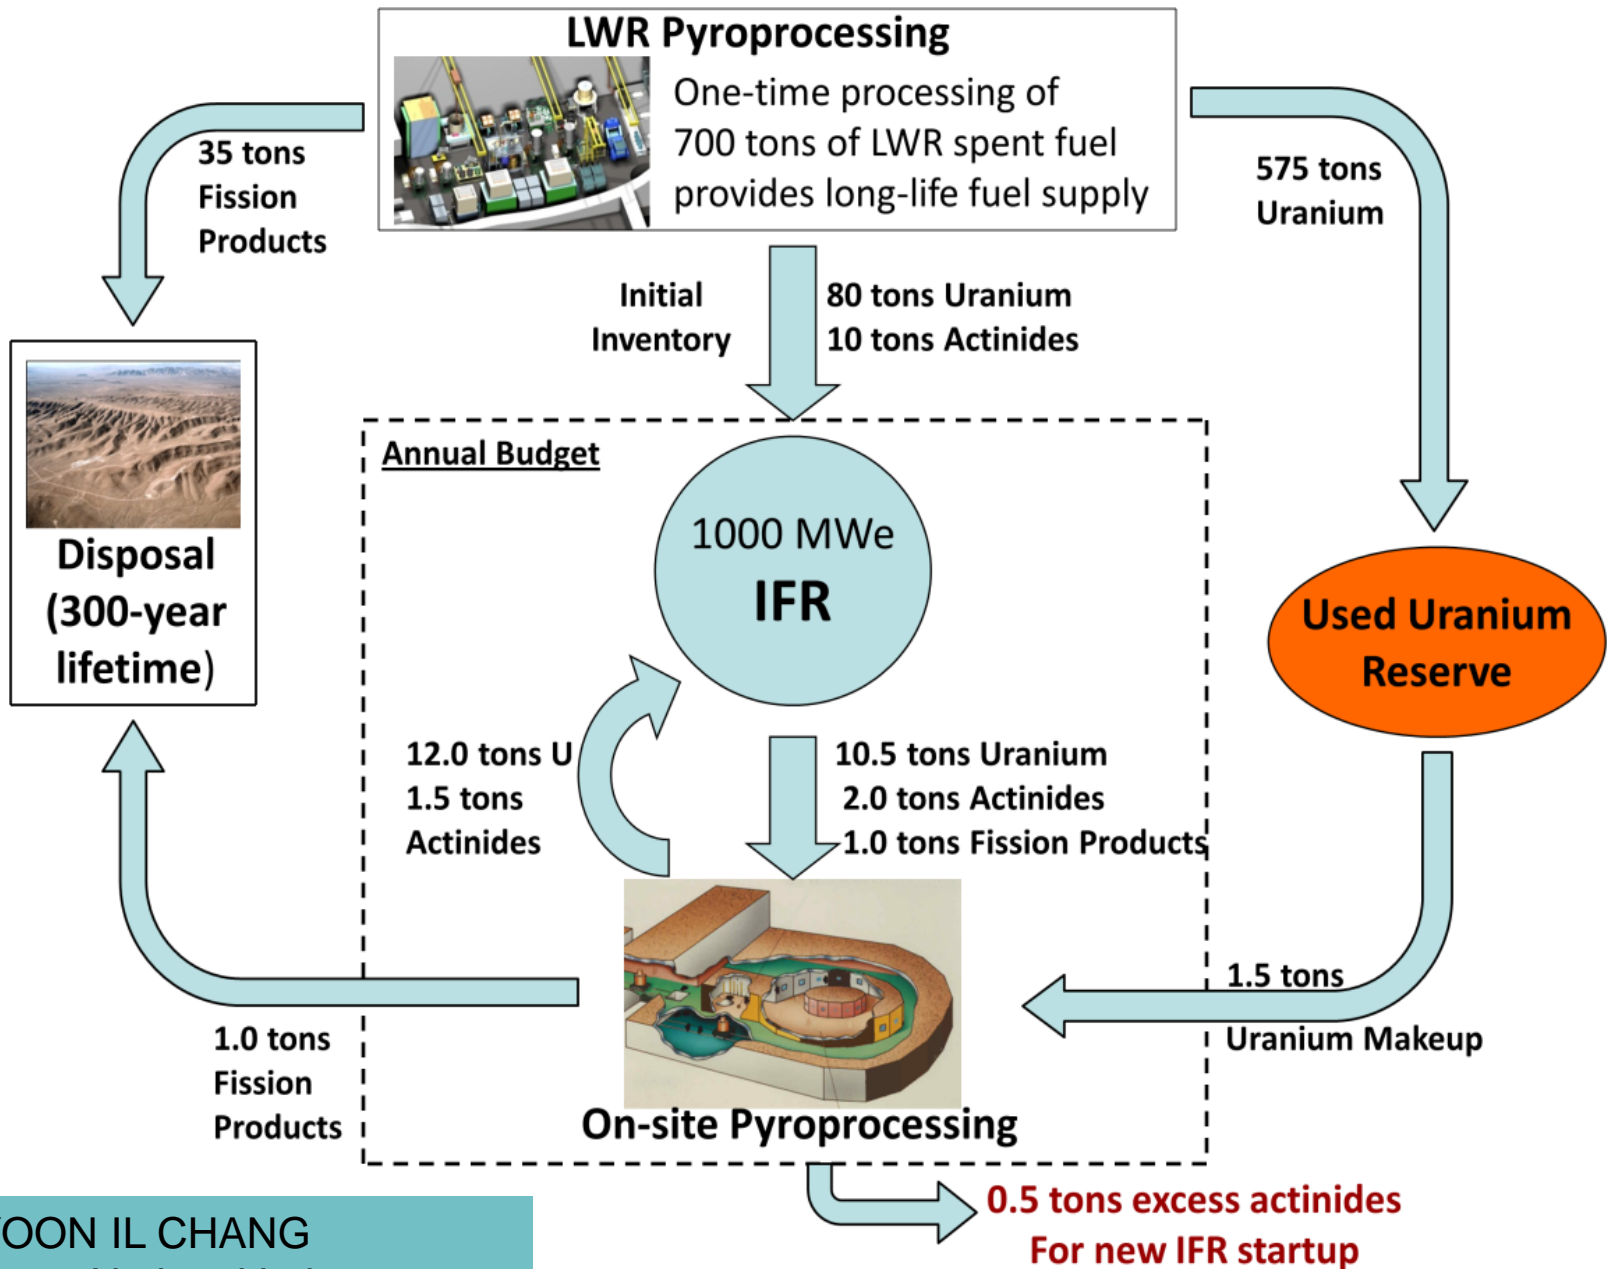 LWR Pyroprocessing
One-time processing of
700 tons of LWR spent fuel
provides long-life fuel supply
35 tons
Fission
Products
575 tons
Uranium
Initial
Inventory
80 tons Uranium
10 tons Actinides
Annual Budget
1000 MWe
IFR
Disposal
(300-year
lifetime)
Used Uranium
Reserve
12.0 tons U
1.5 tons
Actinides
10.5 tons Uranium
2.0 tons Actinides
1.0 tons Fission Products
1.5 tons
Uranium Makeup
1.0 tons
Fission
Products
On-site Pyroprocessing
0.5 tons excess actinides
For new IFR startup
YOON IL CHANG